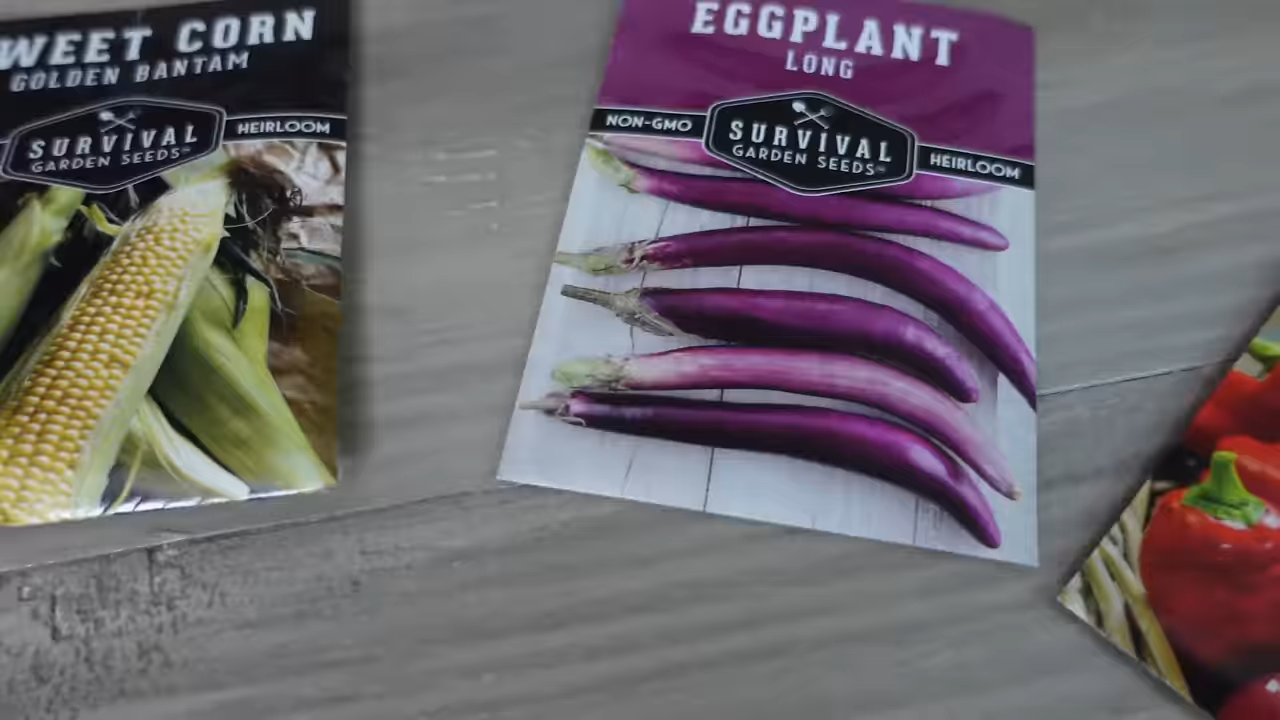 WEET CORN
GOLDEN BANTAM
SURVIVAL
GARDEN SEEDS
HEIRLOOM
EGGPLANT
LONG
NON-GMO
SURVIVAL
GARDEN SEEDS
HEIRLOOM